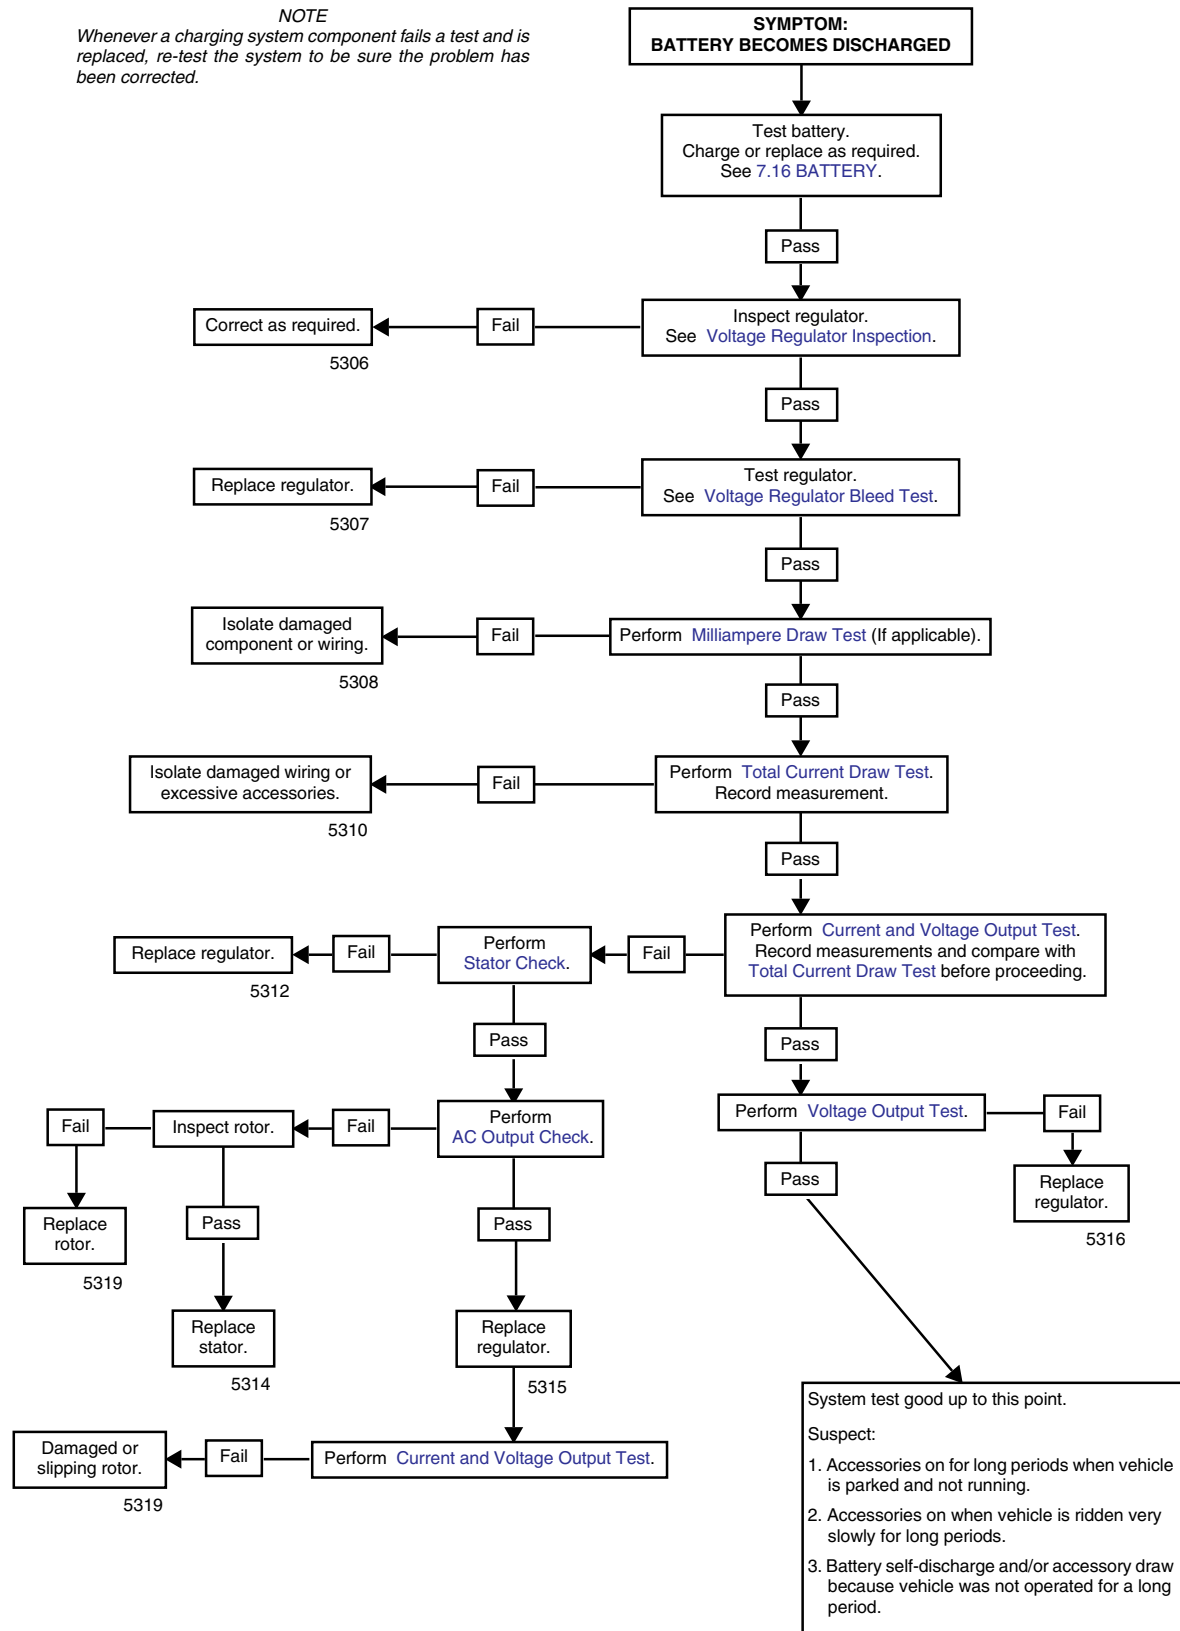 NOTE
Whenever a charging system component fails a test and is
replaced, re-test the system to be sure the problem has
been corrected.
SYMPTOM:
BATTERY BECOMES DISCHARGED
Test battery.
Charge or replace as required.
See 7.16 BATTERY.
Pass
Inspect regulator.
See Voltage Regulator Inspection.
Fail
Correct as required.
5306
Pass
Test regulator.
See Voltage Regulator Bleed Test.
Fail
Replace regulator.
5307
Pass
Perform Milliampere Draw Test (If applicable).
Fail
Isolate damaged
component or wiring.
5308
Pass
Perform Total Current Draw Test.
Record measurement.
Fail
Isolate damaged wiring or
excessive accessories.
5310
Pass
Perform Current and Voltage Output Test.
Record measurements and compare with
Total Current Draw Test before proceeding.
Fail
Perform
Stator Check.
Fail
Replace regulator.
5312
Pass
Pass
Perform Voltage Output Test.
Fail
Replace
regulator.
5316
Pass
Perform
AC Output Check.
Fail
Inspect rotor.
Fail
Replace
rotor.
5319
Pass
Replace
stator.
5314
Pass
Replace
regulator.
5315
Perform Current and Voltage Output Test.
Fail
Damaged or
slipping rotor.
5319
System test good up to this point.
Suspect:
1. Accessories on for long periods when vehicle
is parked and not running.
2. Accessories on when vehicle is ridden very
slowly for long periods.
3. Battery self-discharge and/or accessory draw
because vehicle was not operated for a long
period.